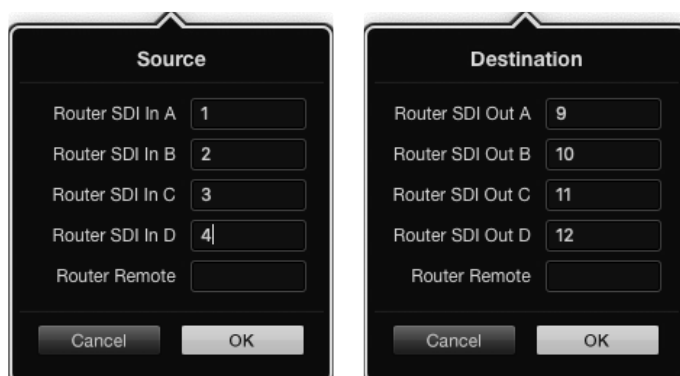 Source
Router SDI In A 1
Router SDI In B 2
Router SDI In C 3
Router SDI In D 4
Router Remote
Cancel OK
Destination
Router SDI Out A 9
Router SDI Out B 10
Router SDI Out C 11
Router SDI Out D 12
Router Remote
Cancel OK